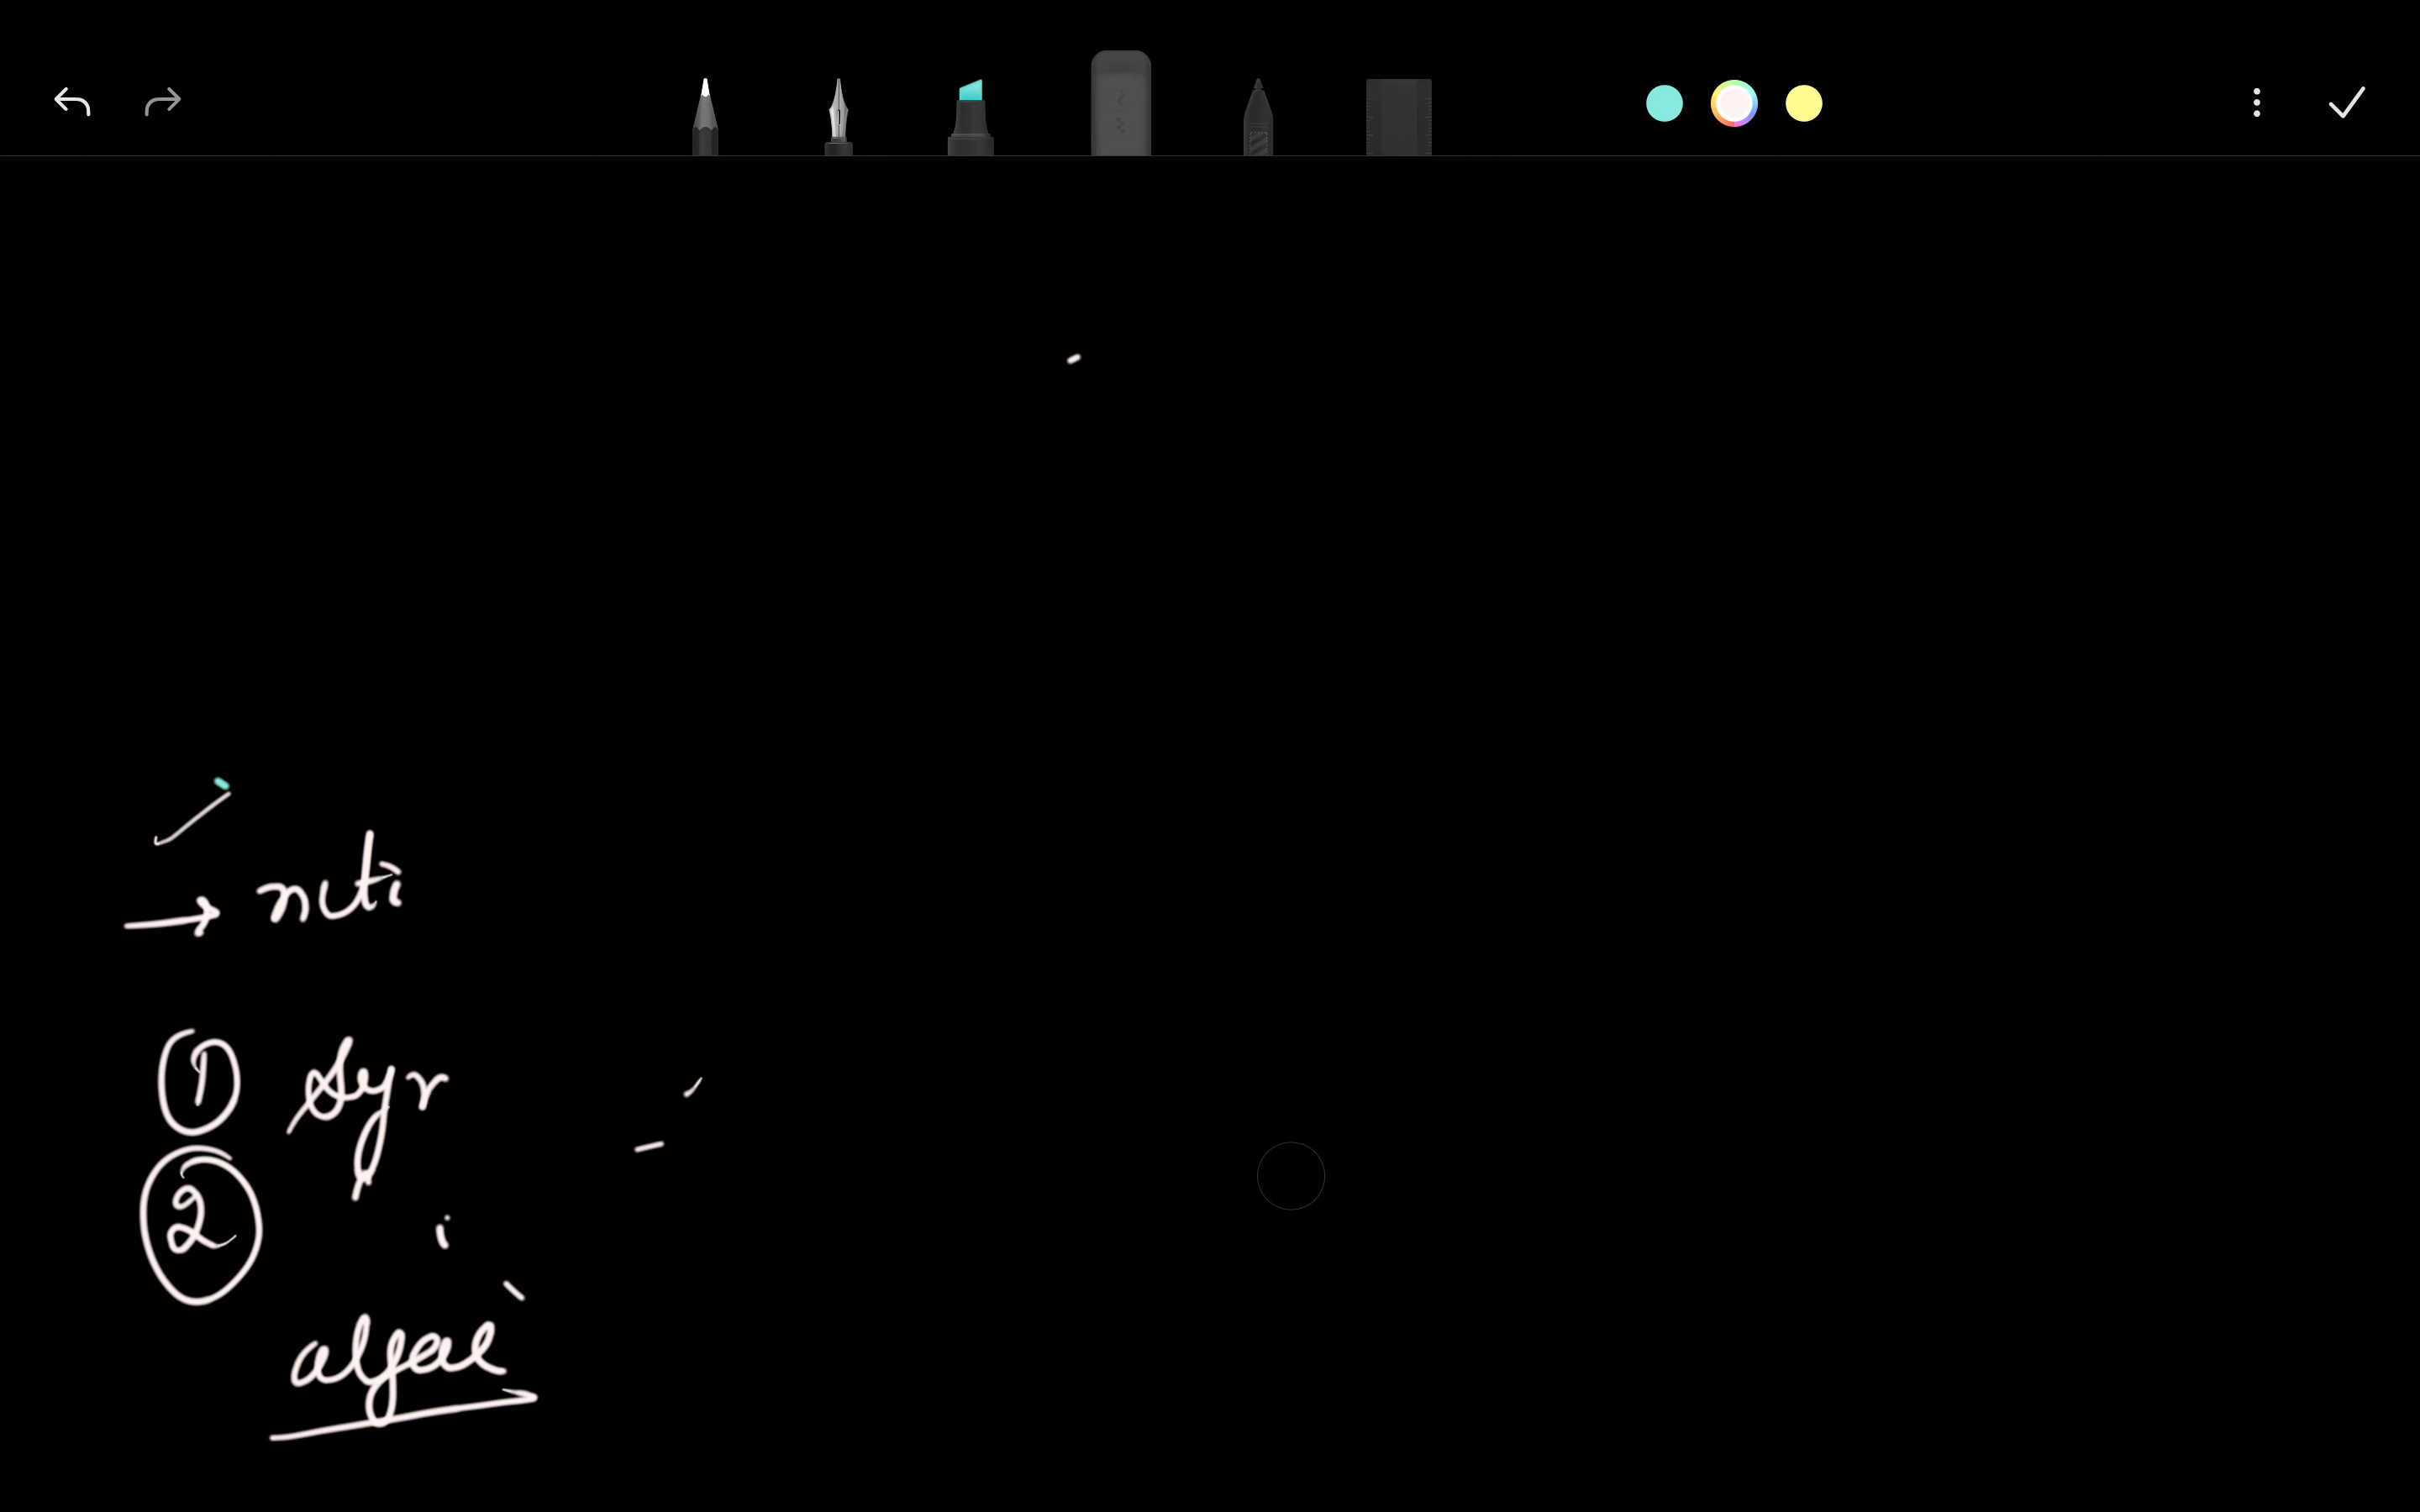 → nuti
① Syr
②
i
algae